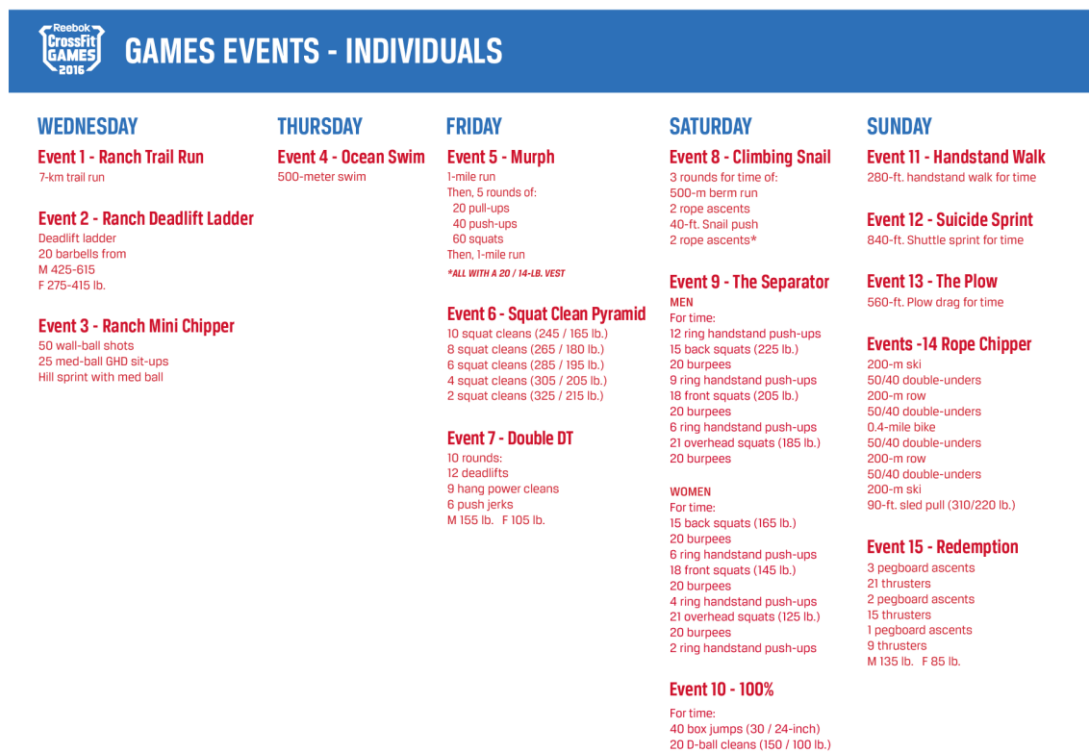 Reebok
CrossFit
GAMES
2016
GAMES EVENTS - INDIVIDUALS
WEDNESDAY
Event 1 - Ranch Trail Run
7-km trail run
Event 2 - Ranch Deadlift Ladder
Deadlift ladder
20 barbells from
M 425-615
F 275-415 lb.
Event 3 - Ranch Mini Chipper
50 wall-ball shots
25 med-ball GHD sit-ups
Hill sprint with med ball
THURSDAY
Event 4 - Ocean Swim
500-meter swim
FRIDAY
Event 5 - Murph
1-mile run
Then, 5 rounds of:
20 pull-ups
40 push-ups
60 squats
Then, 1-mile run
*ALL WITH A 20 / 14-LB. VEST
Event 6 - Squat Clean Pyramid
10 squat cleans (245 / 165 lb.)
8 squat cleans (265 / 180 lb.)
6 squat cleans (285 / 195 lb.)
4 squat cleans (305 / 205 lb.)
2 squat cleans (325 / 215 lb.)
Event 7 - Double DT
10 rounds:
12 deadlifts
9 hang power cleans
6 push jerks
M 155 lb. F 105 lb.
SATURDAY
Event 8 - Climbing Snail
3 rounds for time of:
500-m berm run
2 rope ascents
40-ft. Snail push
2 rope ascents*
Event 9 - The Separator
MEN
For time:
12 ring handstand push-ups
15 back squats (225 lb.)
20 burpees
9 ring handstand push-ups
18 front squats (205 lb.)
20 burpees
6 ring handstand push-ups
21 overhead squats (185 lb.)
20 burpees
WOMEN
For time:
15 back squats (165 lb.)
20 burpees
6 ring handstand push-ups
18 front squats (145 lb.)
20 burpees
4 ring handstand push-ups
21 overhead squats (125 lb.)
20 burpees
2 ring handstand push-ups
Event 10 - 100%
For time:
40 box jumps (30 / 24-inch)
20 D-ball cleans (150 / 100 lb.)
SUNDAY
Event 11 - Handstand Walk
280-ft. handstand walk for time
Event 12 - Suicide Sprint
840-ft. Shuttle sprint for time
Event 13 - The Plow
560-ft. Plow drag for time
Events -14 Rope Chipper
200-m ski
50/40 double-unders
200-m row
50/40 double-unders
0.4-mile bike
50/40 double-unders
200-m row
50/40 double-unders
200-m ski
90-ft. sled pull (310/220 lb.)
Event 15 - Redemption
3 pegboard ascents
21 thrusters
2 pegboard ascents
15 thrusters
1 pegboard ascents
9 thrusters
M 135 lb. F 85 lb.